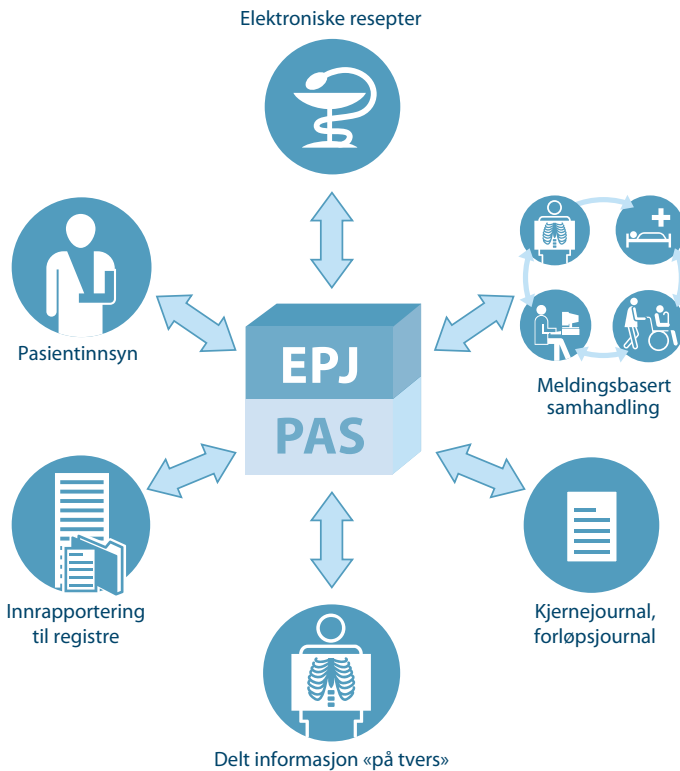 Elektroniske resepter
Pasientinnsyn
EPJ
PAS
Meldingsbasert
samhandling
Innrapportering
til registre
Kjernejournal,
forløpsjournal
Delt informasjon «på tvers»